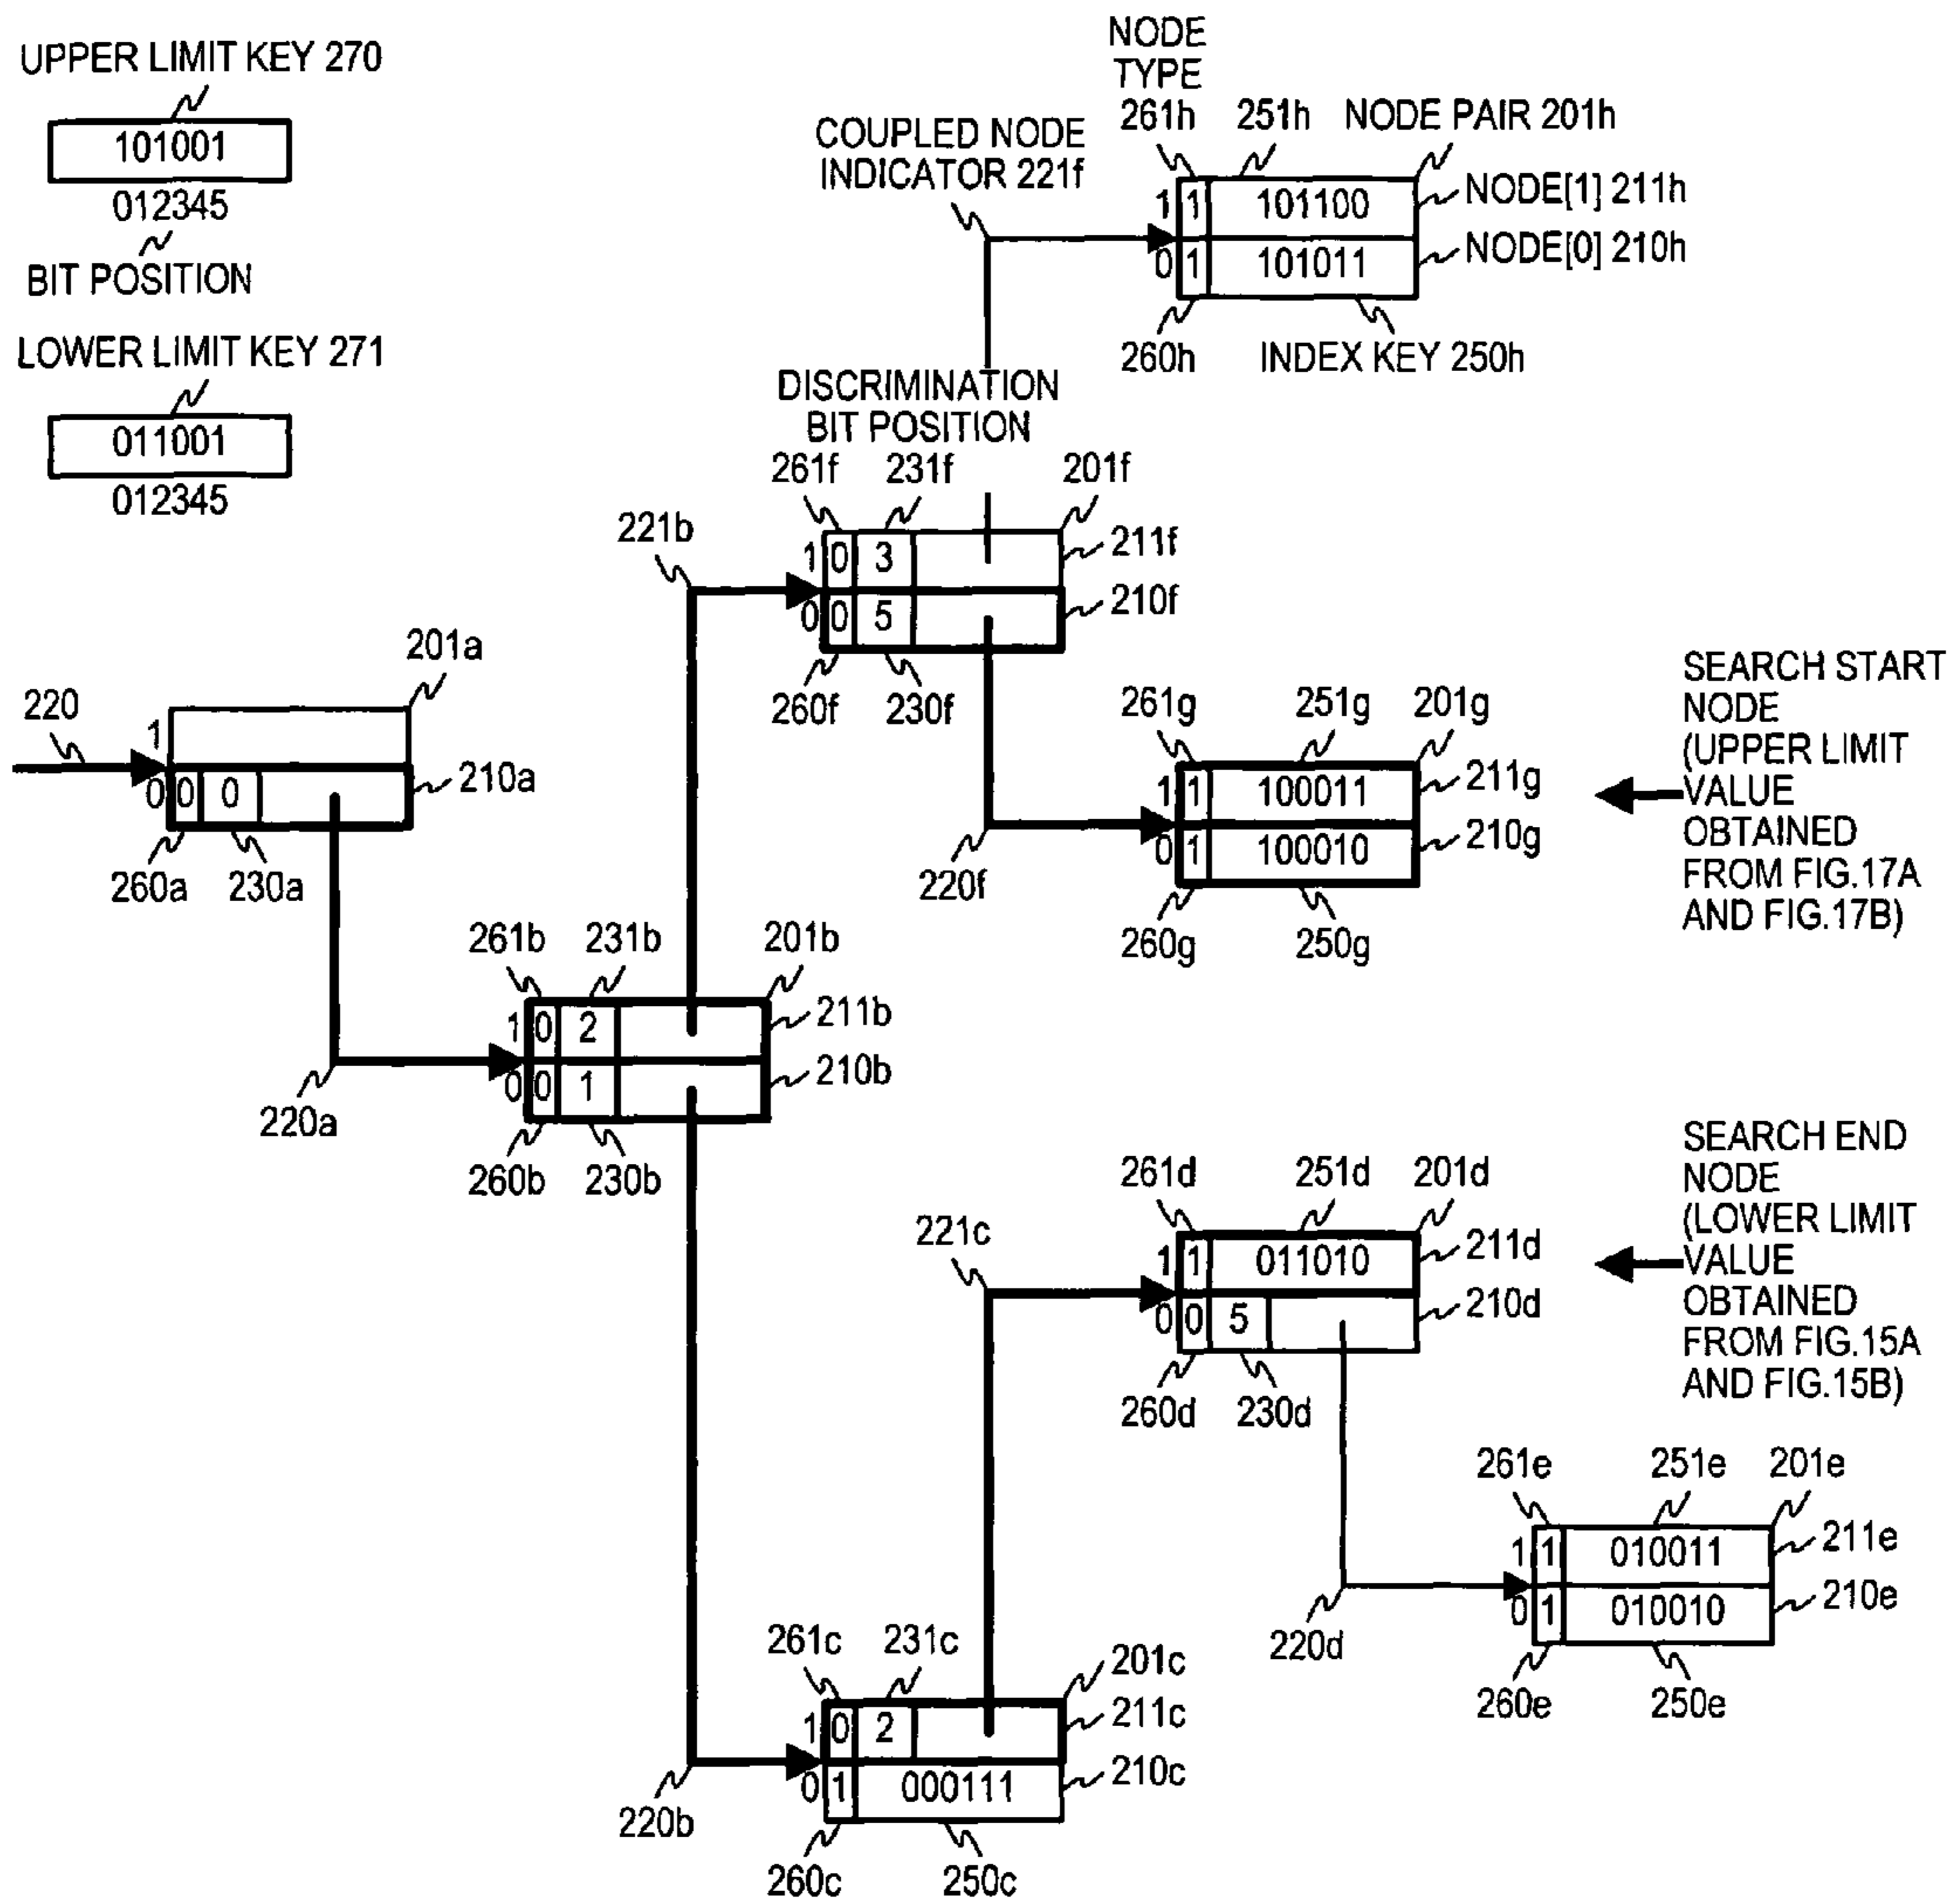 UPPER LIMIT KEY 270
101001
012345
BIT POSITION
LOWER LIMIT KEY 271
011001
012345
NODE
TYPE
261h 251h NODE PAIR 201h
COUPLED NODE
INDICATOR 221f
1 1 101100 NODE[1] 211h
0 1 101011 NODE[0] 210h
260h INDEX KEY 250h
DISCRIMINATION
BIT POSITION
261f 231f 201f
221b
1 0 3 211f
0 0 5 210f
260f 230f
201a
220
1
0 0 0 210a
260a 230a
220a
261g 251g 201g
1 1 100011 211g
0 1 100010 210g
220f
260g 250g
SEARCH START
NODE
(UPPER LIMIT
VALUE
OBTAINED
FROM FIG.17A
AND FIG.17B)
261b 231b 201b
1 0 2 211b
0 0 1 210b
260b 230b
261d 251d 201d
221c
1 1 011010 211d
0 0 5 210d
260d 230d
SEARCH END
NODE
(LOWER LIMIT
VALUE
OBTAINED
FROM FIG.15A
AND FIG.15B)
261e 251e 201e
1 1 010011 211e
0 1 010010 210e
220d
260e 250e
261c 231c 201c
1 0 2 211c
0 1 000111 210c
220b
260c 250c